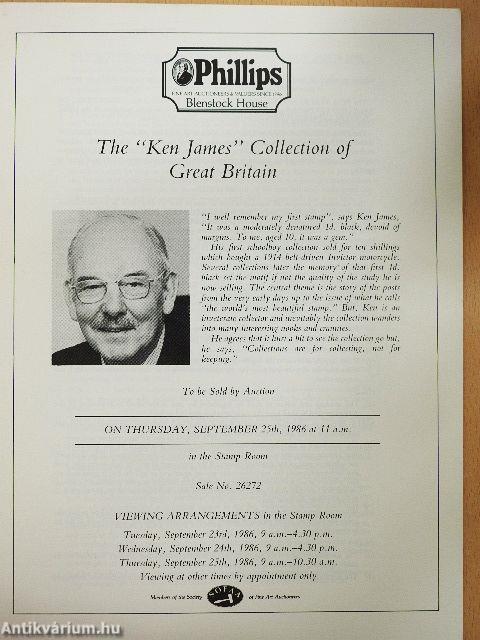 Phillips
FINE ART AUCTIONEERS & VALUERS SINCE 1796
Blenstock House
The "Ken James" Collection of
Great Britain
"I well remember my first stamp", says Ken James,
"It was a moderately denatured 1d. black, devoid of
margins. To me, aged 10, it was a gem."
His first schoolboy collection sold for ten shillings
which bought a 1914 belt-driven Invictor motorcycle.
Several collections later the memory of that first 1d.
black set the motif if not the quality of the study he is
now selling. The central theme is the story of the posts
from the very early days up to the issue of what he calls
"the world's most beautiful stamp." But, Ken is an
inveterate collector and inevitably the collection wanders
into many interesting nooks and crannies.
He agrees that it hurt a bit to see the collection go but,
he says, "Collections are for collecting, not for
keeping."
To be Sold by Auction
ON THURSDAY, SEPTEMBER 25th, 1986 at 11 a.m.
in the Stamp Room
Sale No. 26272
VIEWING ARRANGEMENTS in the Stamp Room
Tuesday, September 23rd, 1986, 9 a.m.–4.30 p.m.
Wednesday, September 24th, 1986, 9 a.m.–4.30 p.m.
Thursday, September 25th, 1986, 9 a.m.–10.30 a.m.
Viewing at other times by appointment only
Members of the Society SOFAA of Fine Art Auctioneers
Antikvárium.hu